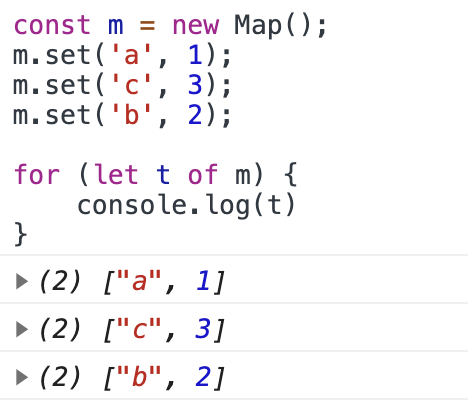 const m = new Map();
m.set('a', 1);
m.set('c', 3);
m.set('b', 2);

for (let t of m) {
    console.log(t)
}
▶ (2) ["a", 1]
▶ (2) ["c", 3]
▶ (2) ["b", 2]